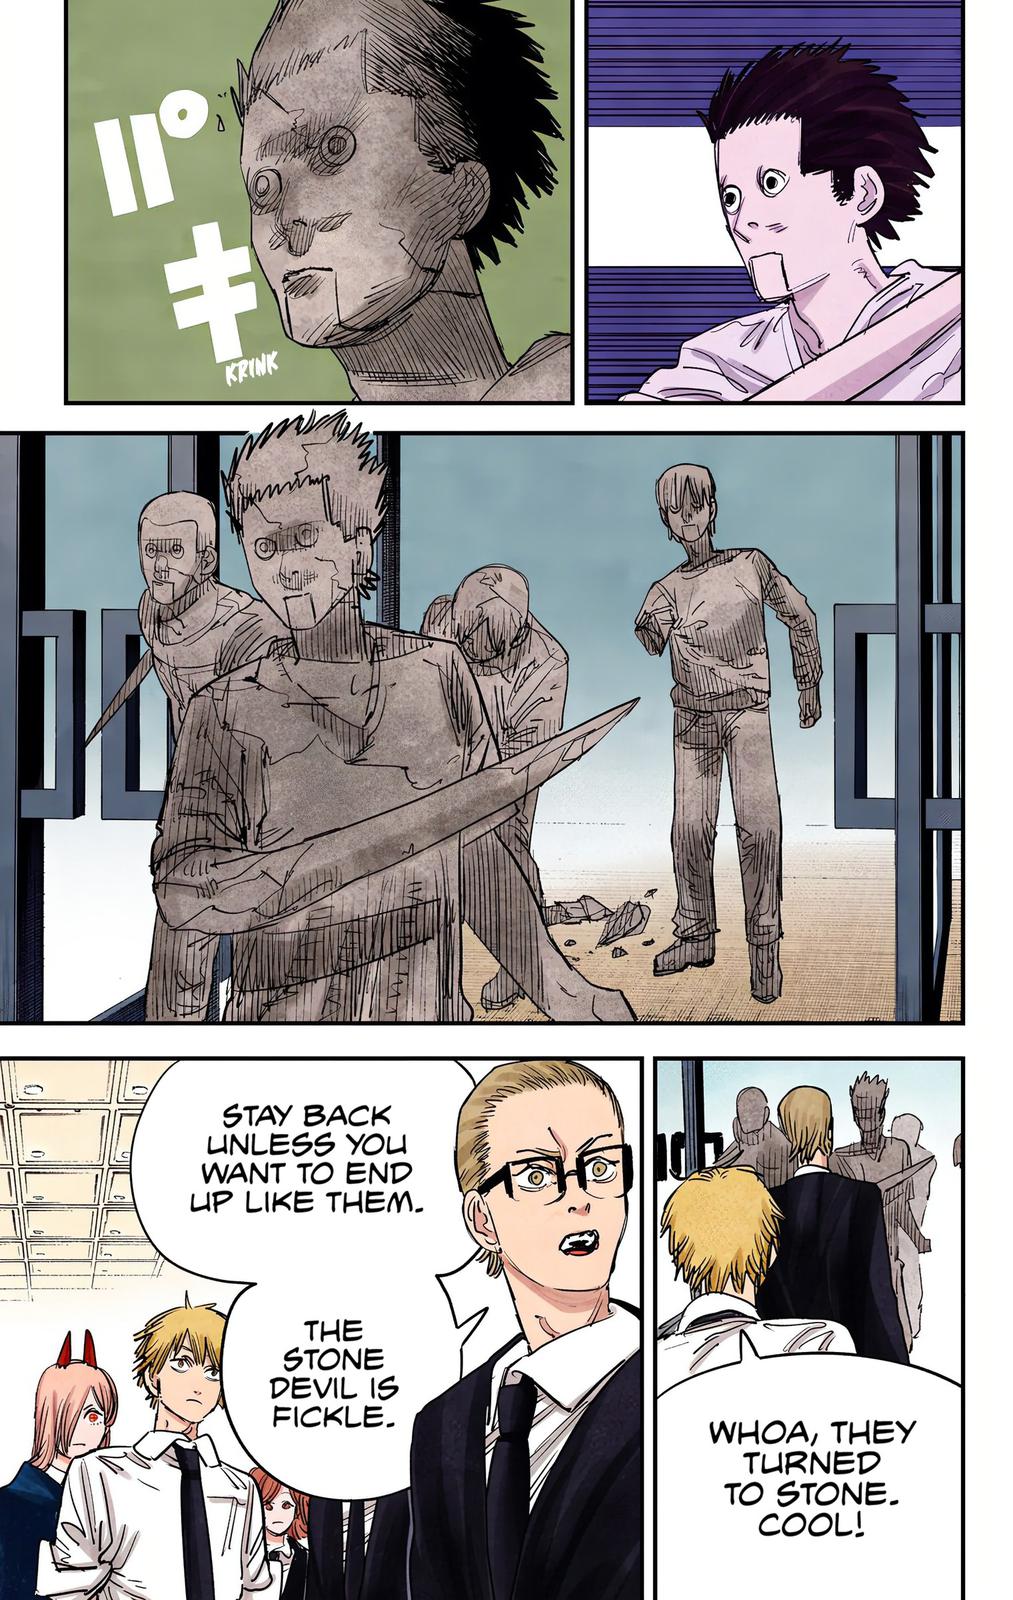 パキ
KRINK
STAY BACK
UNLESS YOU
WANT TO END
UP LIKE THEM.
THE
STONE
DEVIL IS
FICKLE.
WHOA, THEY
TURNED
TO STONE.
COOL!